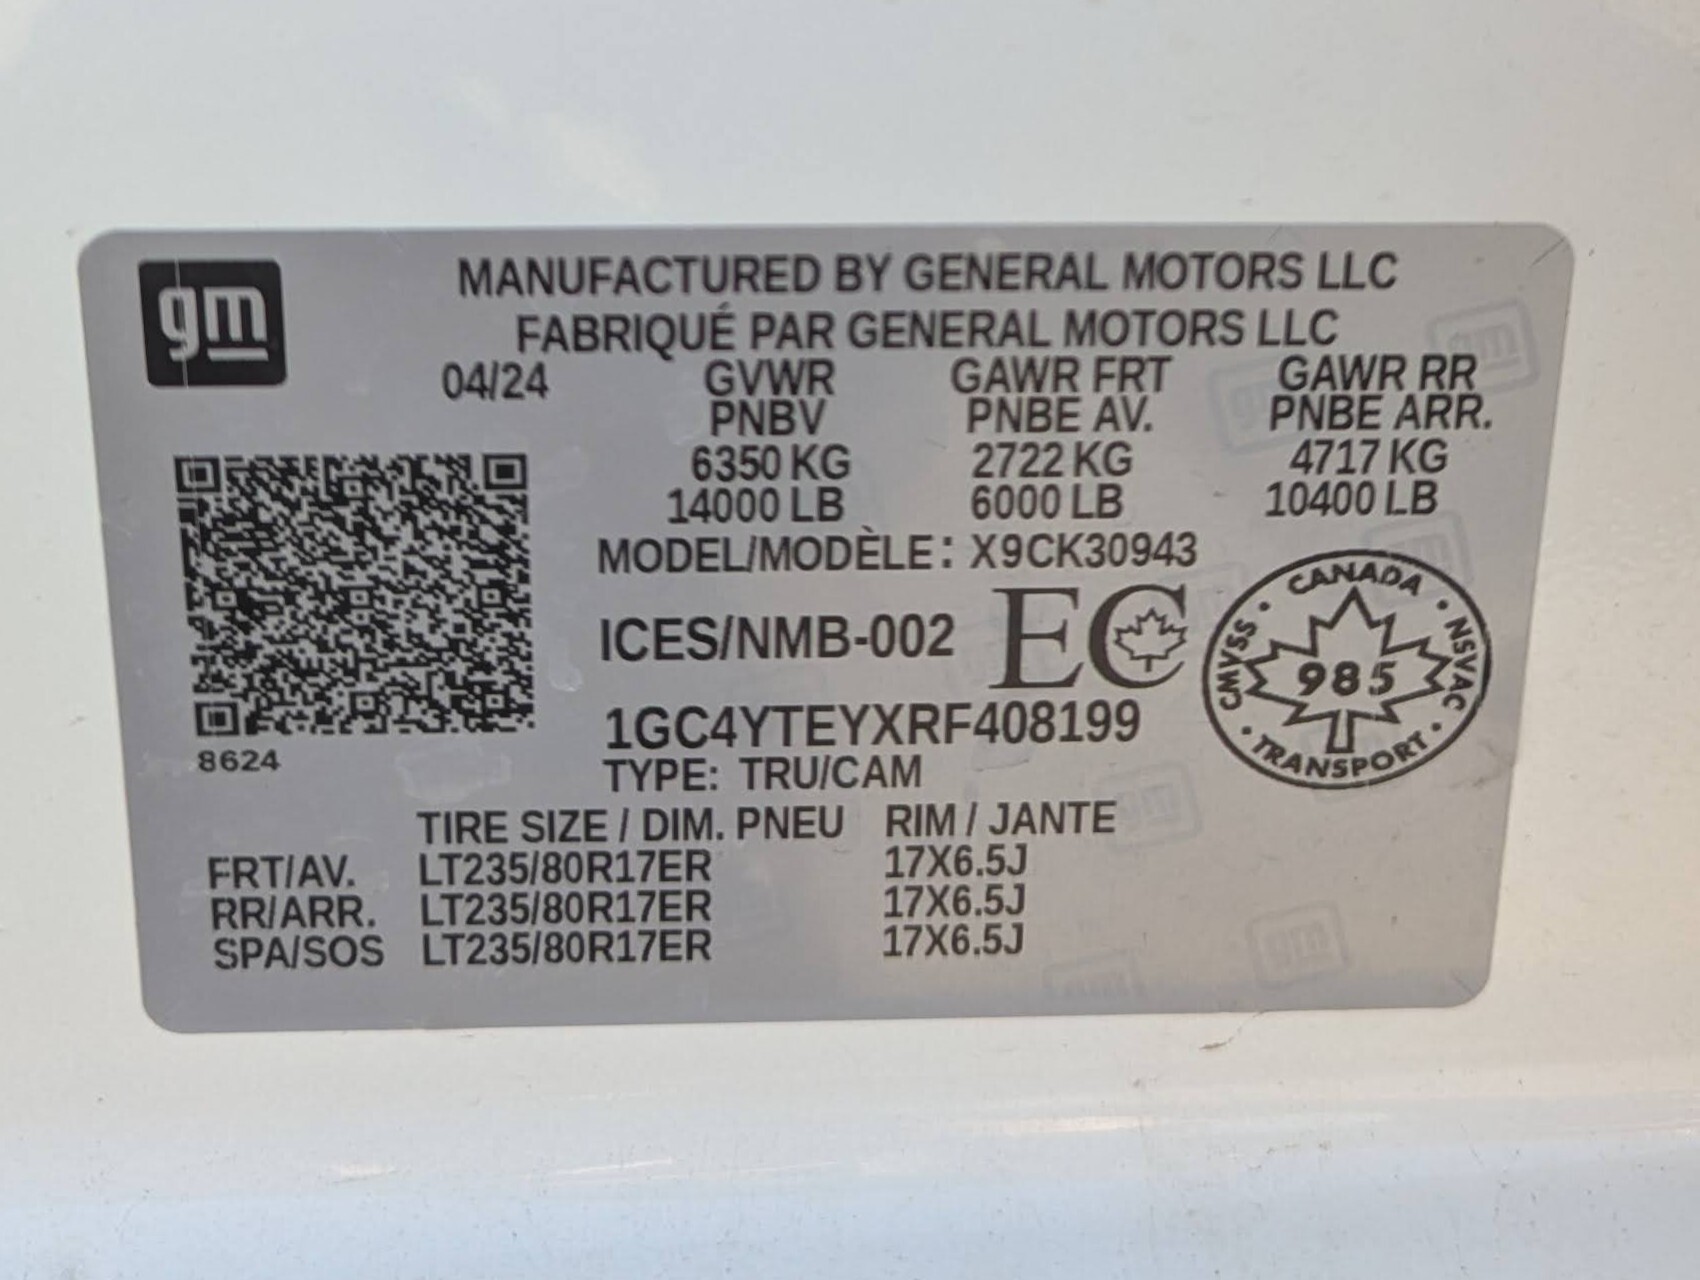 gm
MANUFACTURED BY GENERAL MOTORS LLC
FABRIQUÉ PAR GENERAL MOTORS LLC
04/24 GVWR GAWR FRT GAWR RR
PNBV PNBE AV. PNBE ARR.
6350 KG 2722 KG 4717 KG
14000 LB 6000 LB 10400 LB
MODEL/MODÈLE: X9CK30943
ICES/NMB-002 EC
CANADA
CMVSS 985 NSVAC
TRANSPORT
1GC4YTEYXRF408199
8624
TYPE: TRU/CAM
TIRE SIZE / DIM. PNEU RIM / JANTE
FRT/AV. LT235/80R17ER 17X6.5J
RR/ARR. LT235/80R17ER 17X6.5J
SPA/SOS LT235/80R17ER 17X6.5J